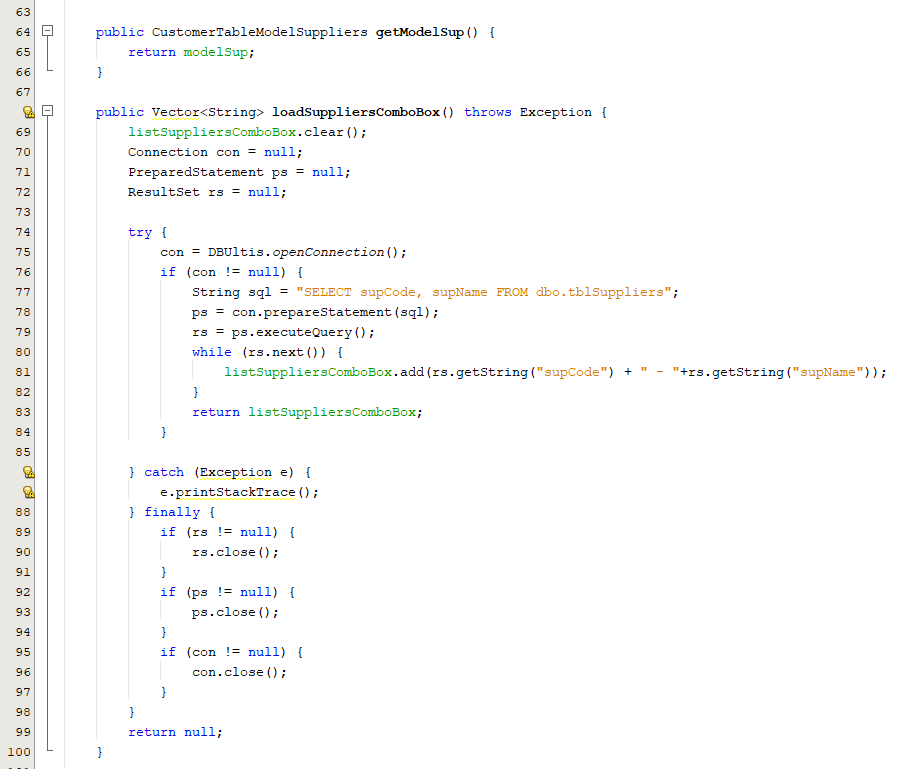 63
64 public CustomerTableModelSuppliers getModelSup() {
65 return modelSup;
66 }
67
public Vector<String> loadSuppliersComboBox() throws Exception {
69 listSuppliersComboBox.clear();
70 Connection con = null;
71 PreparedStatement ps = null;
72 ResultSet rs = null;
73
74 try {
75 con = DBUltis.openConnection();
76 if (con != null) {
77 String sql = "SELECT supCode, supName FROM dbo.tblSuppliers";
78 ps = con.prepareStatement(sql);
79 rs = ps.executeQuery();
80 while (rs.next()) {
81 listSuppliersComboBox.add(rs.getString("supCode") + " - "+rs.getString("supName"));
82 }
83 return listSuppliersComboBox;
84 }
85
} catch (Exception e) {
e.printStackTrace();
88 } finally {
89 if (rs != null) {
90 rs.close();
91 }
92 if (ps != null) {
93 ps.close();
94 }
95 if (con != null) {
96 con.close();
97 }
98 }
99 return null;
100 }